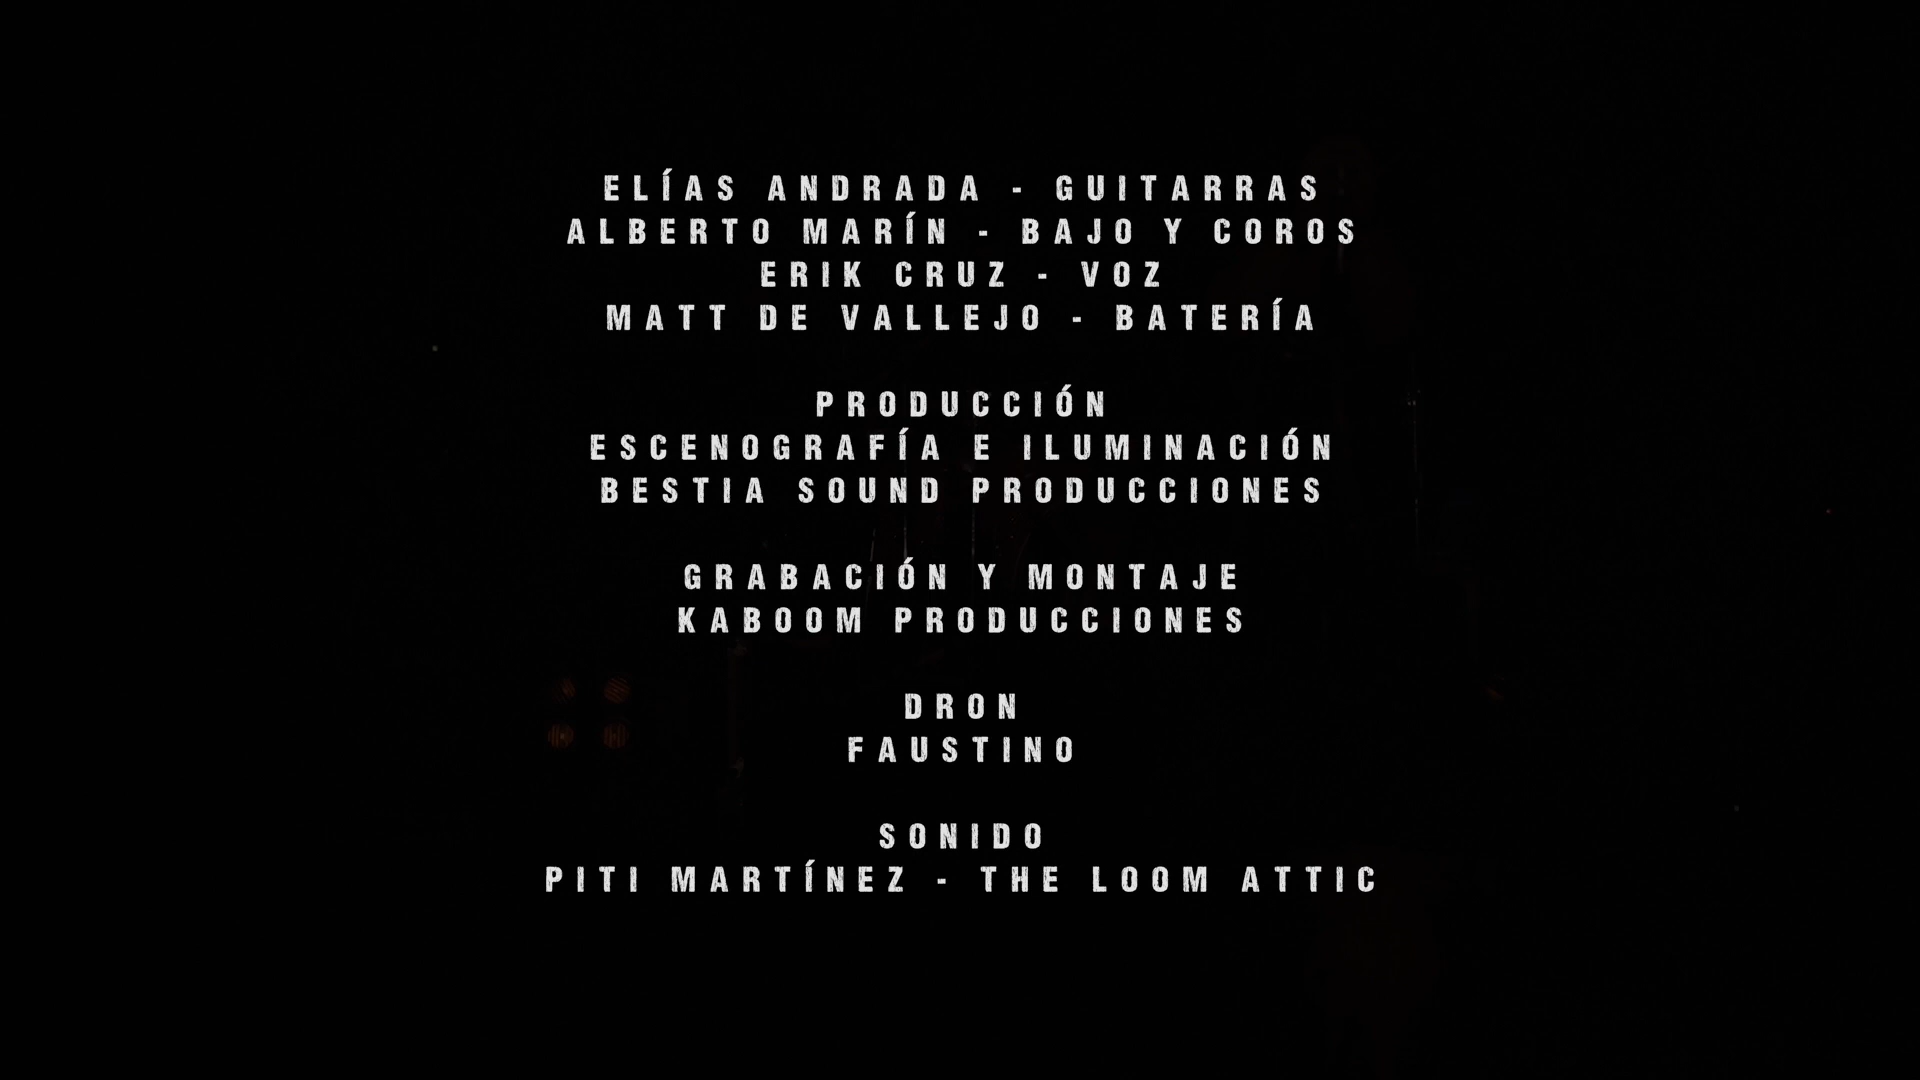 ELÍAS ANDRADA - GUITARRAS
ALBERTO MARÍN - BAJO Y COROS
ERIK CRUZ - VOZ
MATT DE VALLEJO - BATERÍA
PRODUCCIÓN
ESCENOGRAFÍA E ILUMINACIÓN
BESTIA SOUND PRODUCCIONES
GRABACIÓN Y MONTAJE
KABOOM PRODUCCIONES
DRON
FAUSTINO
SONIDO
PITI MARTÍNEZ - THE LOOM ATTIC